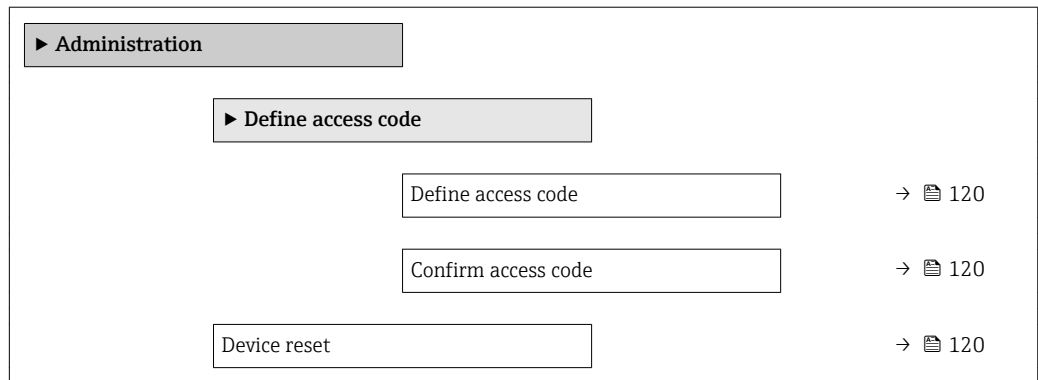 ▶ Administration
▶ Define access code
Define access code → 120
Confirm access code → 120
Device reset → 120